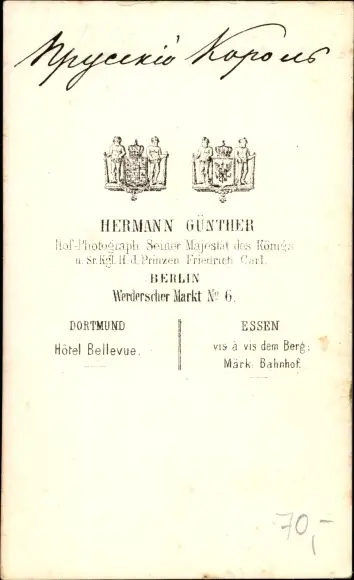 Прусскій Король
HERMANN GÜNTHER
Hof-Photograph Seiner Majestät des Königs
u. Sr. Kgl. H. d. Prinzen Friedrich Carl.
BERLIN
Werderscher Markt No 6.
DORTMUND
Hôtel Bellevue.
ESSEN
vis à vis dem Berg:
Märk: Bahnhof.
70,-